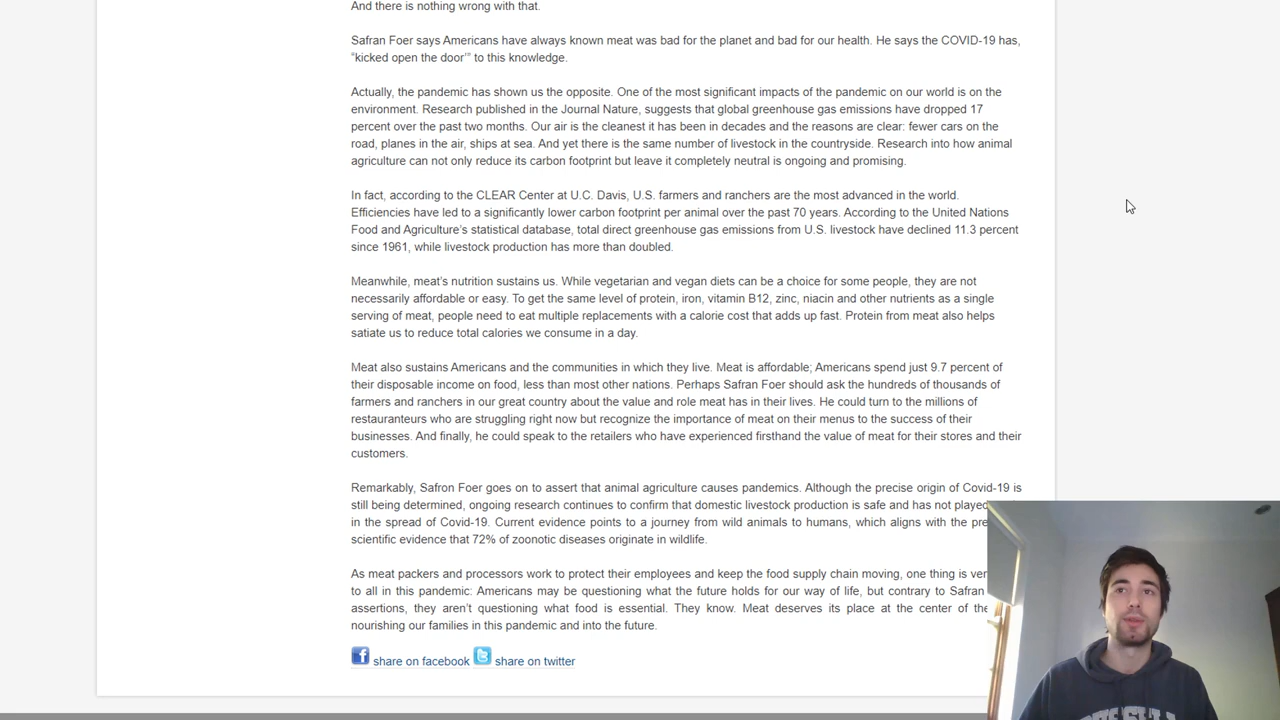 And there is nothing wrong with that.
Safran Foer says Americans have always known meat was bad for the planet and bad for our health. He says the COVID-19 has,
“kicked open the door’” to this knowledge.
Actually, the pandemic has shown us the opposite. One of the most significant impacts of the pandemic on our world is on the
environment. Research published in the Journal Nature, suggests that global greenhouse gas emissions have dropped 17
percent over the past two months. Our air is the cleanest it has been in decades and the reasons are clear: fewer cars on the
road, planes in the air, ships at sea. And yet there is the same number of livestock in the countryside. Research into how animal
agriculture can not only reduce its carbon footprint but leave it completely neutral is ongoing and promising.
In fact, according to the CLEAR Center at U.C. Davis, U.S. farmers and ranchers are the most advanced in the world.
Efficiencies have led to a significantly lower carbon footprint per animal over the past 70 years. According to the United Nations
Food and Agriculture’s statistical database, total direct greenhouse gas emissions from U.S. livestock have declined 11.3 percent
since 1961, while livestock production has more than doubled.
Meanwhile, meat’s nutrition sustains us. While vegetarian and vegan diets can be a choice for some people, they are not
necessarily affordable or easy. To get the same level of protein, iron, vitamin B12, zinc, niacin and other nutrients as a single
serving of meat, people need to eat multiple replacements with a calorie cost that adds up fast. Protein from meat also helps
satiate us to reduce total calories we consume in a day.
Meat also sustains Americans and the communities in which they live. Meat is affordable; Americans spend just 9.7 percent of
their disposable income on food, less than most other nations. Perhaps Safran Foer should ask the hundreds of thousands of
farmers and ranchers in our great country about the value and role meat has in their lives. He could turn to the millions of
restauranteurs who are struggling right now but recognize the importance of meat on their menus to the success of their
businesses. And finally, he could speak to the retailers who have experienced firsthand the value of meat for their stores and their
customers.
Remarkably, Safron Foer goes on to assert that animal agriculture causes pandemics. Although the precise origin of Covid-19 is
still being determined, ongoing research continues to confirm that domestic livestock production is safe and has not played
in the spread of Covid-19. Current evidence points to a journey from wild animals to humans, which aligns with the pre
scientific evidence that 72% of zoonotic diseases originate in wildlife.
As meat packers and processors work to protect their employees and keep the food supply chain moving, one thing is ver
to all in this pandemic: Americans may be questioning what the future holds for our way of life, but contrary to Safran
assertions, they aren’t questioning what food is essential. They know. Meat deserves its place at the center of the
nourishing our families in this pandemic and into the future.
share on facebook share on twitter